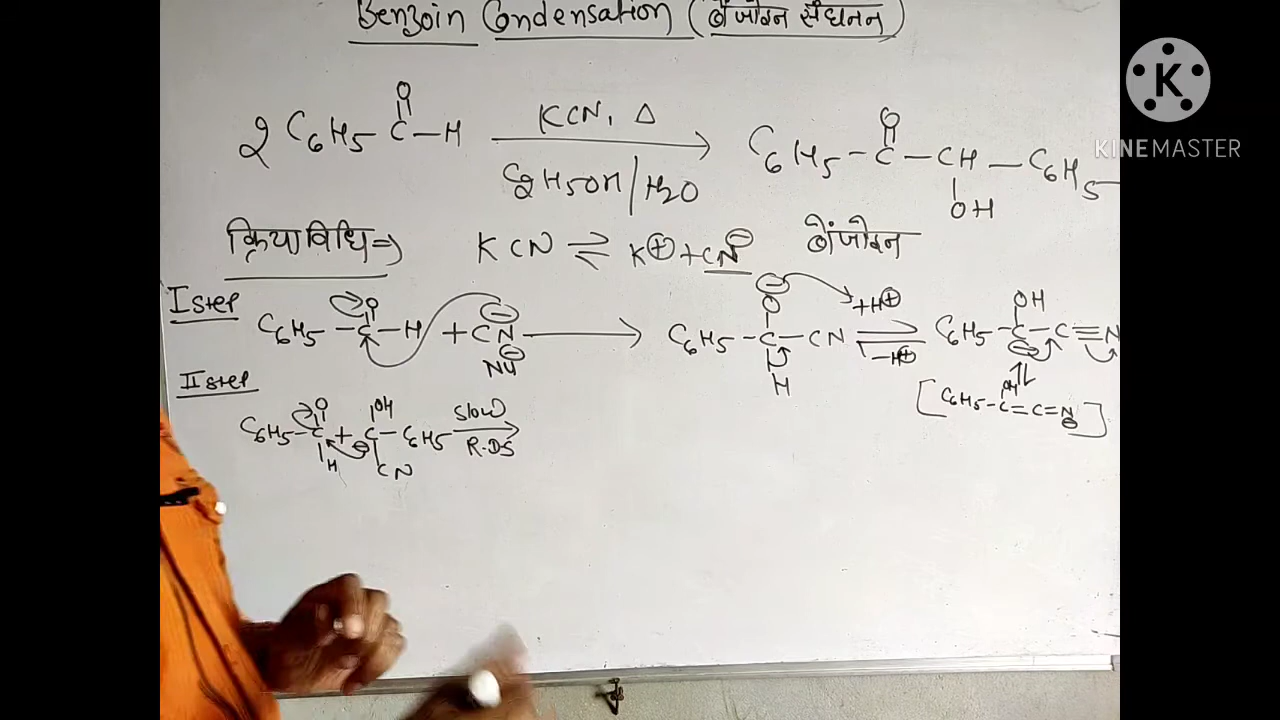 Benzoin Condensation (बेंजोइन संघनन)
2 C6H5-C(=O)-H KCN, Δ → C2H5OH/H2O C6H5-C(=O)-CH(OH)-C6H5
क्रियाविधि ⇒ KCN ⇌ K⊕ + CN⊖ बेंजोइन
I step C6H5-C(=O)-H + CN⊖ Nu⊖ → C6H5-C(O⊖)(H)-CN +H⊕ ⇌ -H⊕ C6H5-C⊖(OH)-C≡N
⇌ [C6H5-C(OH)=C=N⊖]
II step
C6H5-C(=O)(H) + C⊖(OH)(CN)-C6H5 slow → R.D.S
K KINEMASTER